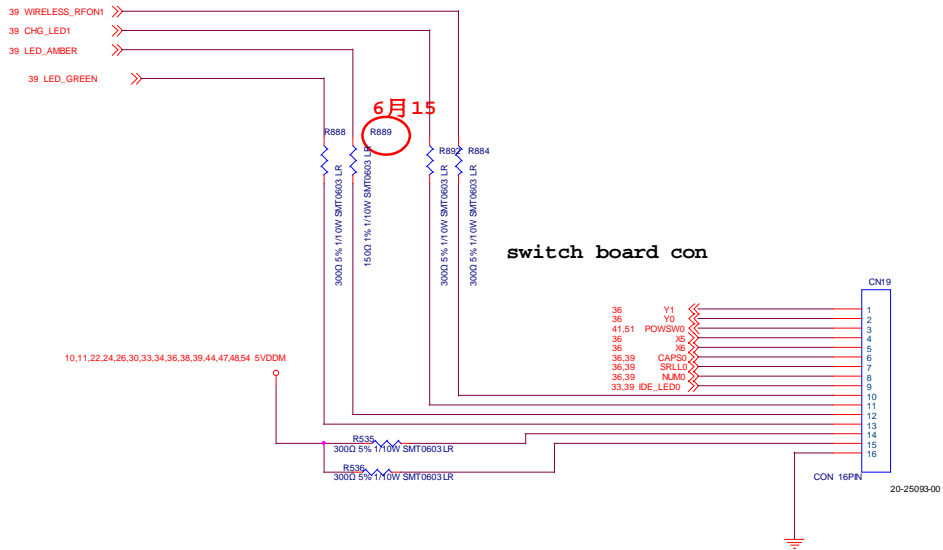 39 WIRELESS_RFON1
39 CHG_LED1
39 LED_AMBER
39 LED_GREEN
6月15
R888
R889
R892
R884
300Ω 5% 1/10W SMT0603 LR
150Ω 1% 1/10W SMT0603 LR
300Ω 5% 1/10W SMT0603 LR
300Ω 5% 1/10W SMT0603 LR
switch board con
CN19
36 Y1 1
36 Y0 2
41,51 POWSW0 3
36 X5 4
36 X6 5
36,39 CAPS0 6
36,39 SRLL0 7
36,39 NUM0 8
33,39 IDE_LED0 9
10
11
12
13
14
15
16
10,11,22,24,26,30,33,34,36,38,39,44,47,48,54 5VDDM
R535
300Ω 5% 1/10W SMT0603 LR
R536
300Ω 5% 1/10W SMT0603 LR
CON 16PIN
20-25093-00